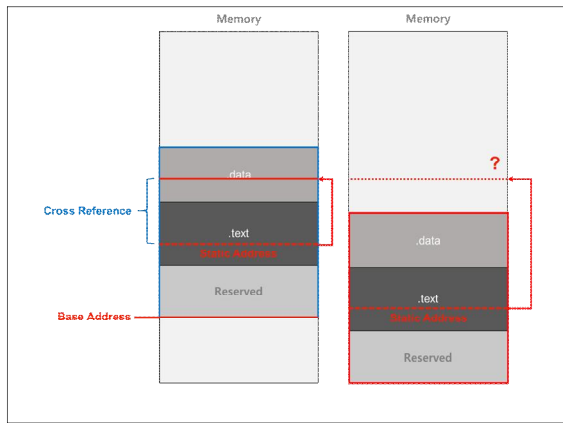 Memory
Memory
?
.data
Cross Reference
.text
Static Address
Reserved
Base Address
.data
.text
Static Address
Reserved